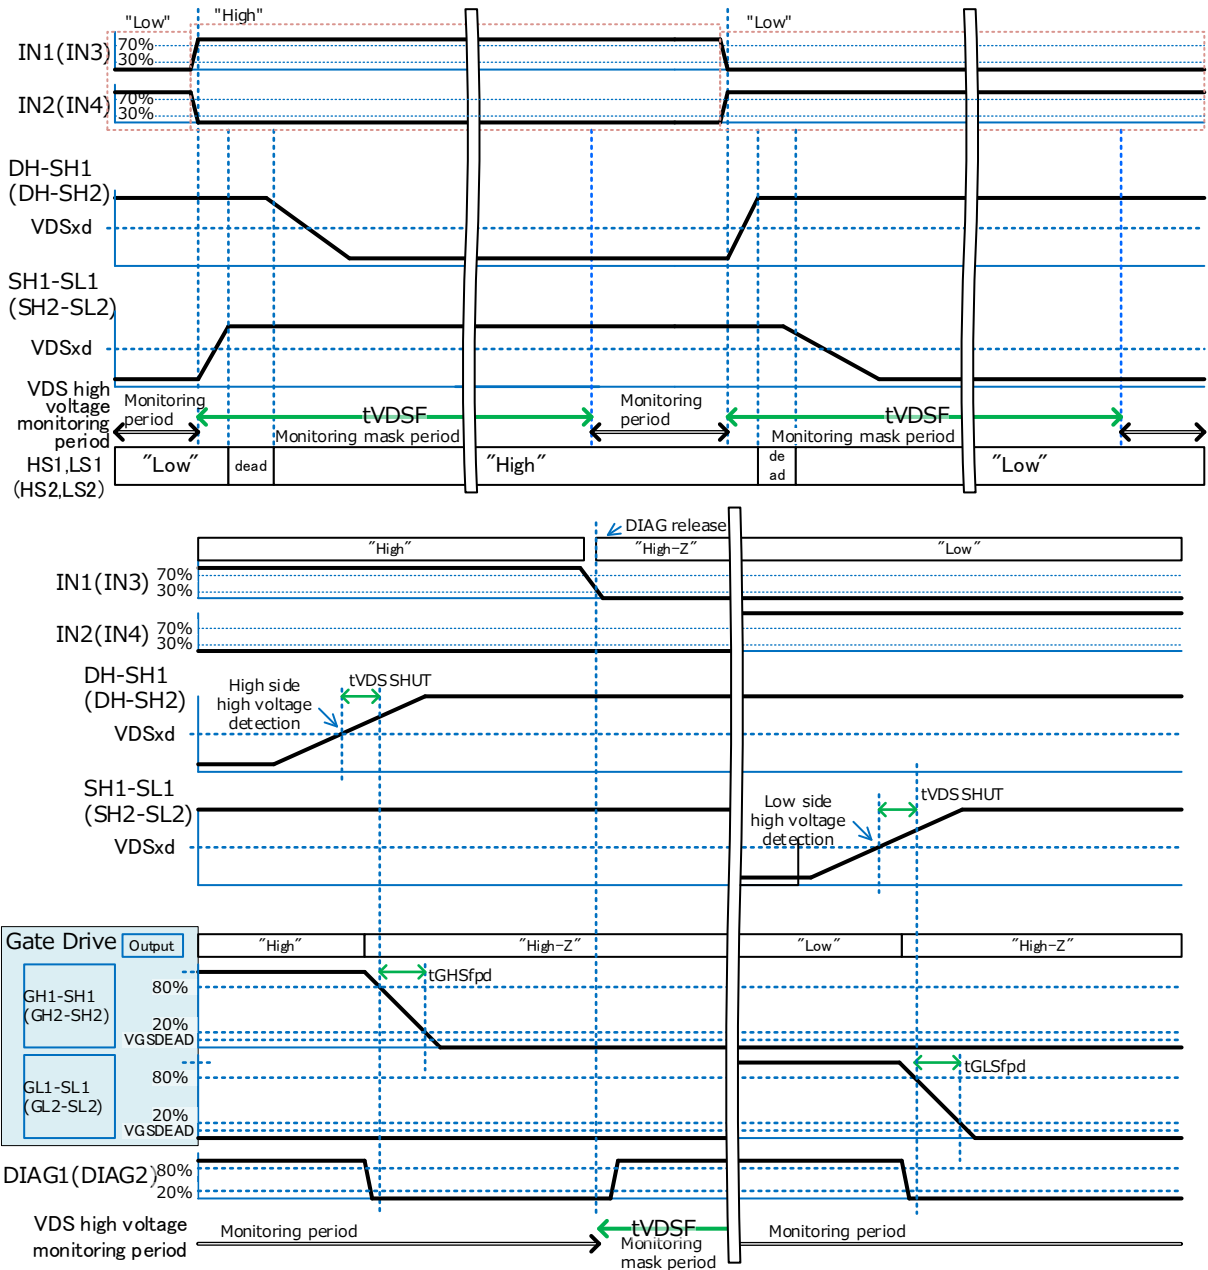 "Low"
"High"
"Low"
IN1(IN3)
70%
30%
IN2(IN4)
70%
30%
DH-SH1
(DH-SH2)
VDSxd
SH1-SL1
(SH2-SL2)
VDSxd
VDS high
voltage
monitoring
period
Monitoring
period
tVDSF
Monitoring mask period
Monitoring
period
tVDSF
Monitoring mask period
HS1,LS1
(HS2,LS2)
"Low"
dead
"High"
de
ad
"Low"
DIAG release
"High"
"High-Z"
"Low"
IN1(IN3)
70%
30%
IN2(IN4)
70%
30%
DH-SH1
(DH-SH2)
VDSxd
High side
high voltage
detection
tVDSSHUT
SH1-SL1
(SH2-SL2)
VDSxd
Low side
high voltage
detection
tVDSSHUT
Gate Drive
Output
"High"
"High-Z"
"Low"
"High-Z"
GH1-SH1
(GH2-SH2)
80%
20%
VGSDEAD
tGHSfpd
GL1-SL1
(GL2-SL2)
80%
20%
VGSDEAD
tGLSfpd
DIAG1(DIAG2)
80%
20%
VDS high voltage
monitoring period
Monitoring period
tVDSF
Monitoring
mask period
Monitoring period